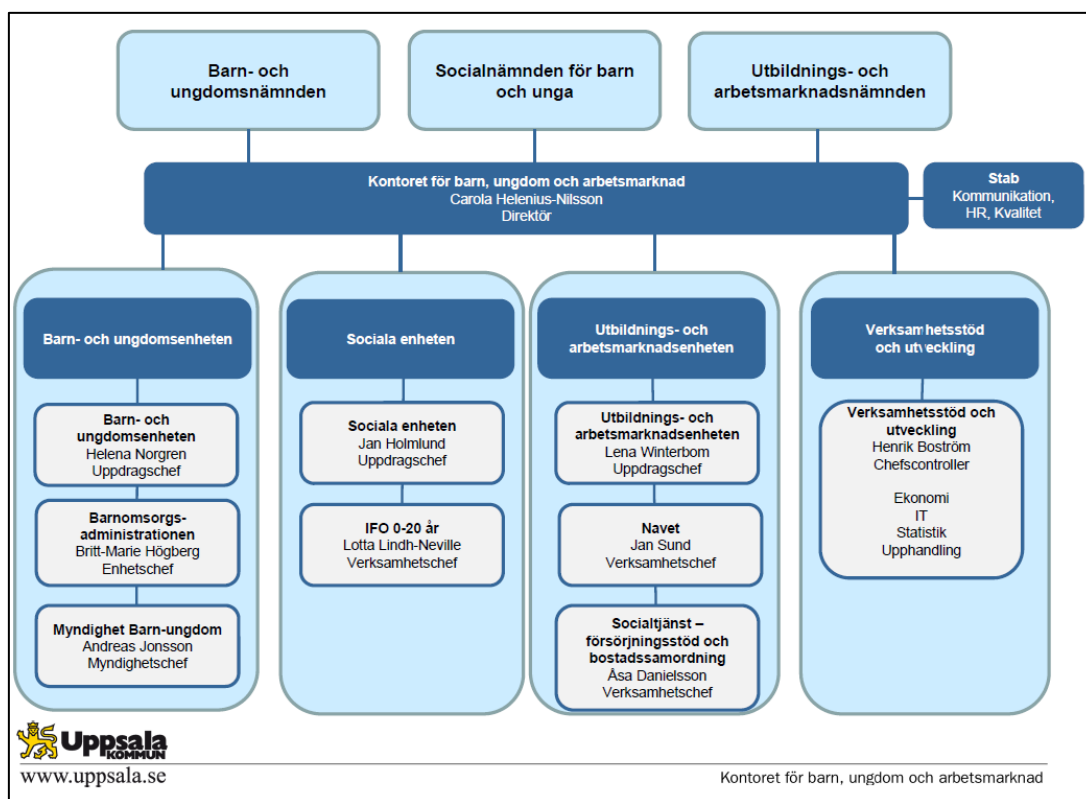 Barn- och
ungdomsnämnden
Socialnämnden för barn
och unga
Utbildnings- och
arbetsmarknadsnämnden
Kontoret för barn, ungdom och arbetsmarknad
Carola Helenius-Nilsson
Direktör
Stab
Kommunikation,
HR, Kvalitet
Barn- och ungdomsenheten
Barn- och
ungdomsenheten
Helena Norgren
Uppdragschef
Barnomsorgs-
administrationen
Britt-Marie Högberg
Enhetschef
Myndighet Barn-ungdom
Andreas Jonsson
Myndighetschef
Sociala enheten
Sociala enheten
Jan Holmlund
Uppdragschef
IFO 0-20 år
Lotta Lindh-Neville
Verksamhetschef
Utbildnings- och
arbetsmarknadsenheten
Utbildnings- och
arbetsmarknadsenheten
Lena Winterbom
Uppdragschef
Navet
Jan Sund
Verksamhetschef
Socialtjänst –
försörjningsstöd och
bostadssamordning
Åsa Danielsson
Verksamhetschef
Verksamhetsstöd
och utveckling
Verksamhetsstöd och
utveckling
Henrik Boström
Chefscontroller
Ekonomi
IT
Statistik
Upphandling
Uppsala
KOMMUN
www.uppsala.se
Kontoret för barn, ungdom och arbetsmarknad